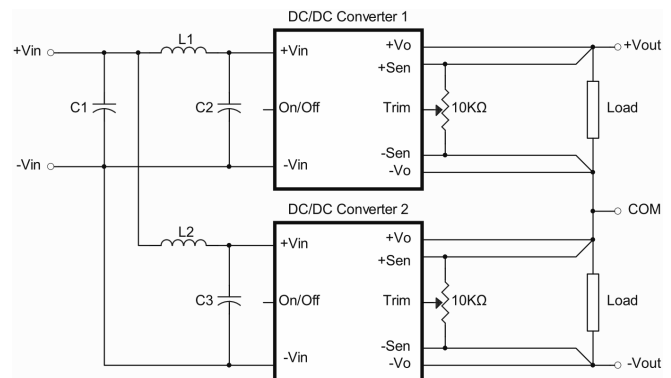 DC/DC Converter 1
+Vin
L1
+Vin
+Vo
+Vout
+Sen
C1
C2
On/Off
Trim
10KΩ
Load
-Sen
-Vin
-Vin
-Vo
DC/DC Converter 2
COM
L2
+Vin
+Vo
+Sen
C3
On/Off
Trim
10KΩ
Load
-Sen
-Vin
-Vo
-Vout